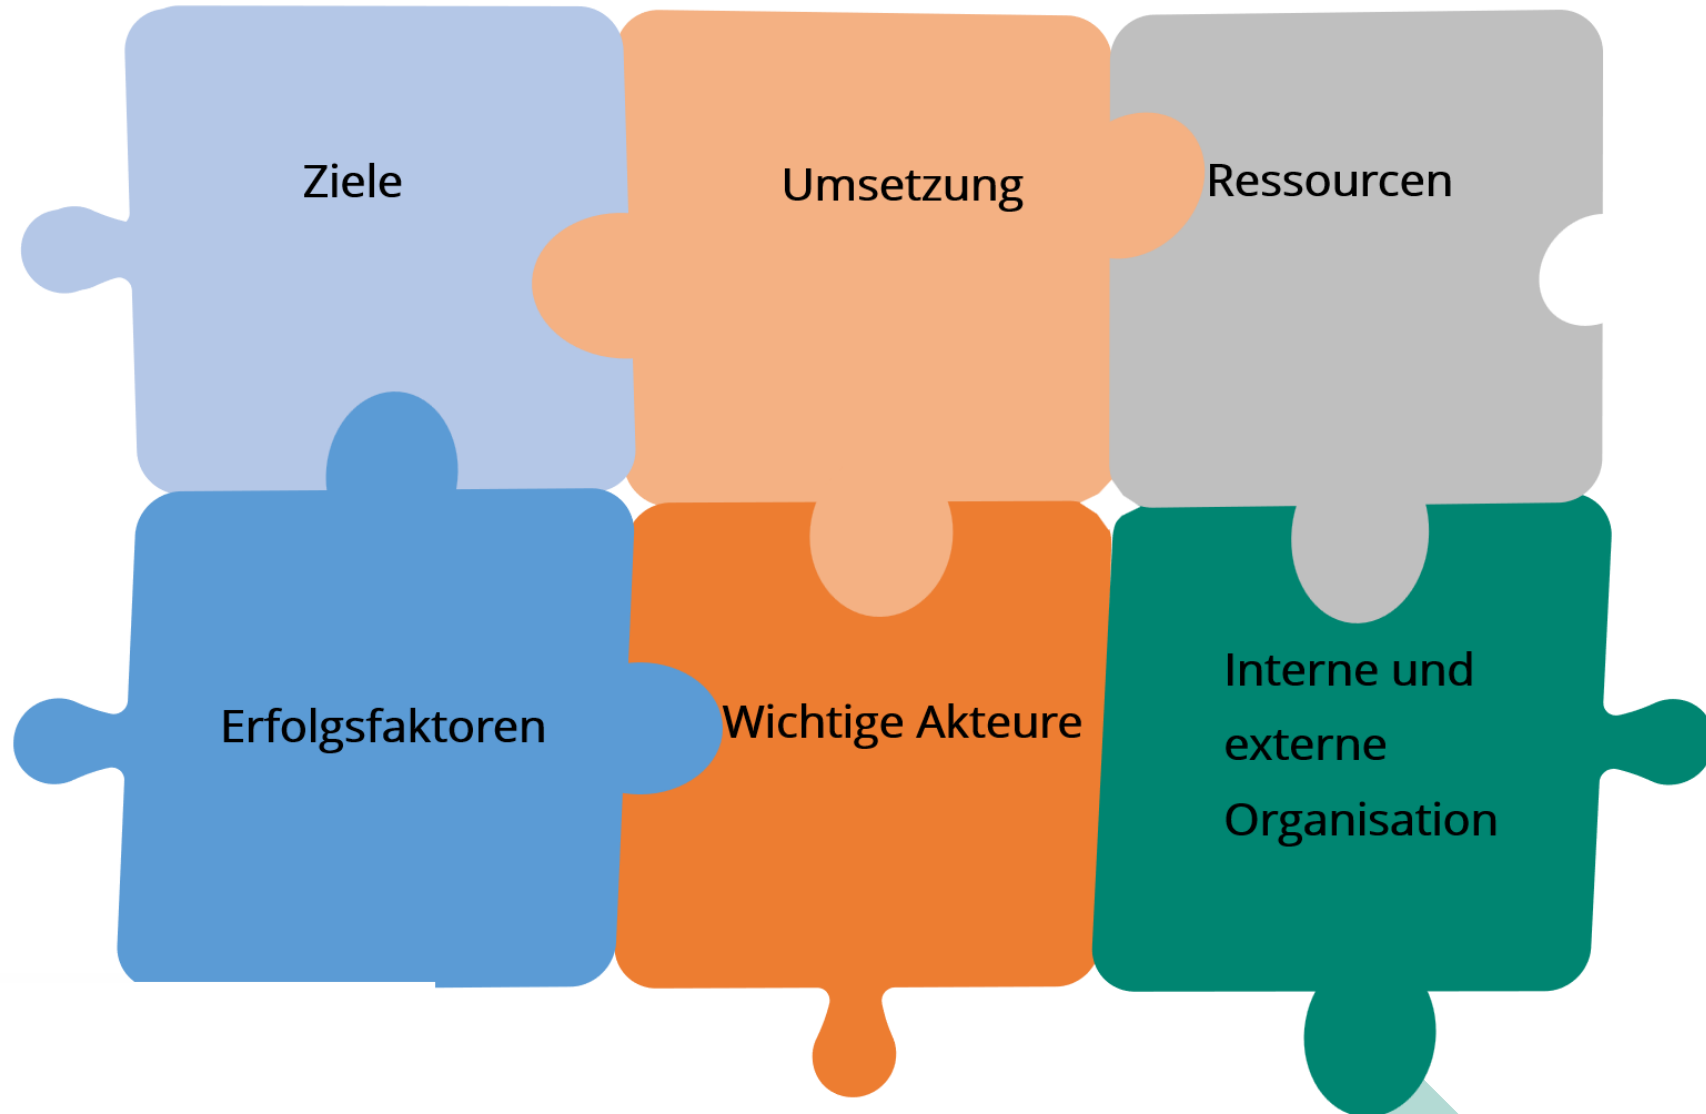 Ziele
Umsetzung
Ressourcen
Erfolgsfaktoren
Wichtige Akteure
Interne und
externe
Organisation